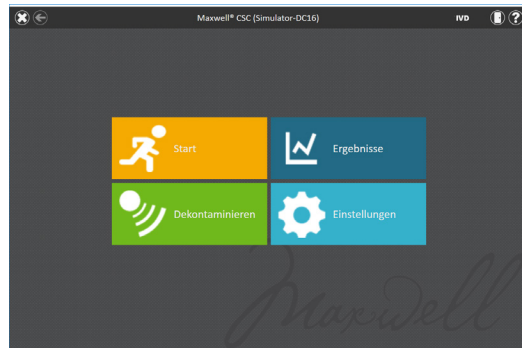 Maxwell® CSC (Simulator-DC16)
IVD
?
Start
Ergebnisse
Dekontaminieren
Einstellungen
Maxwell